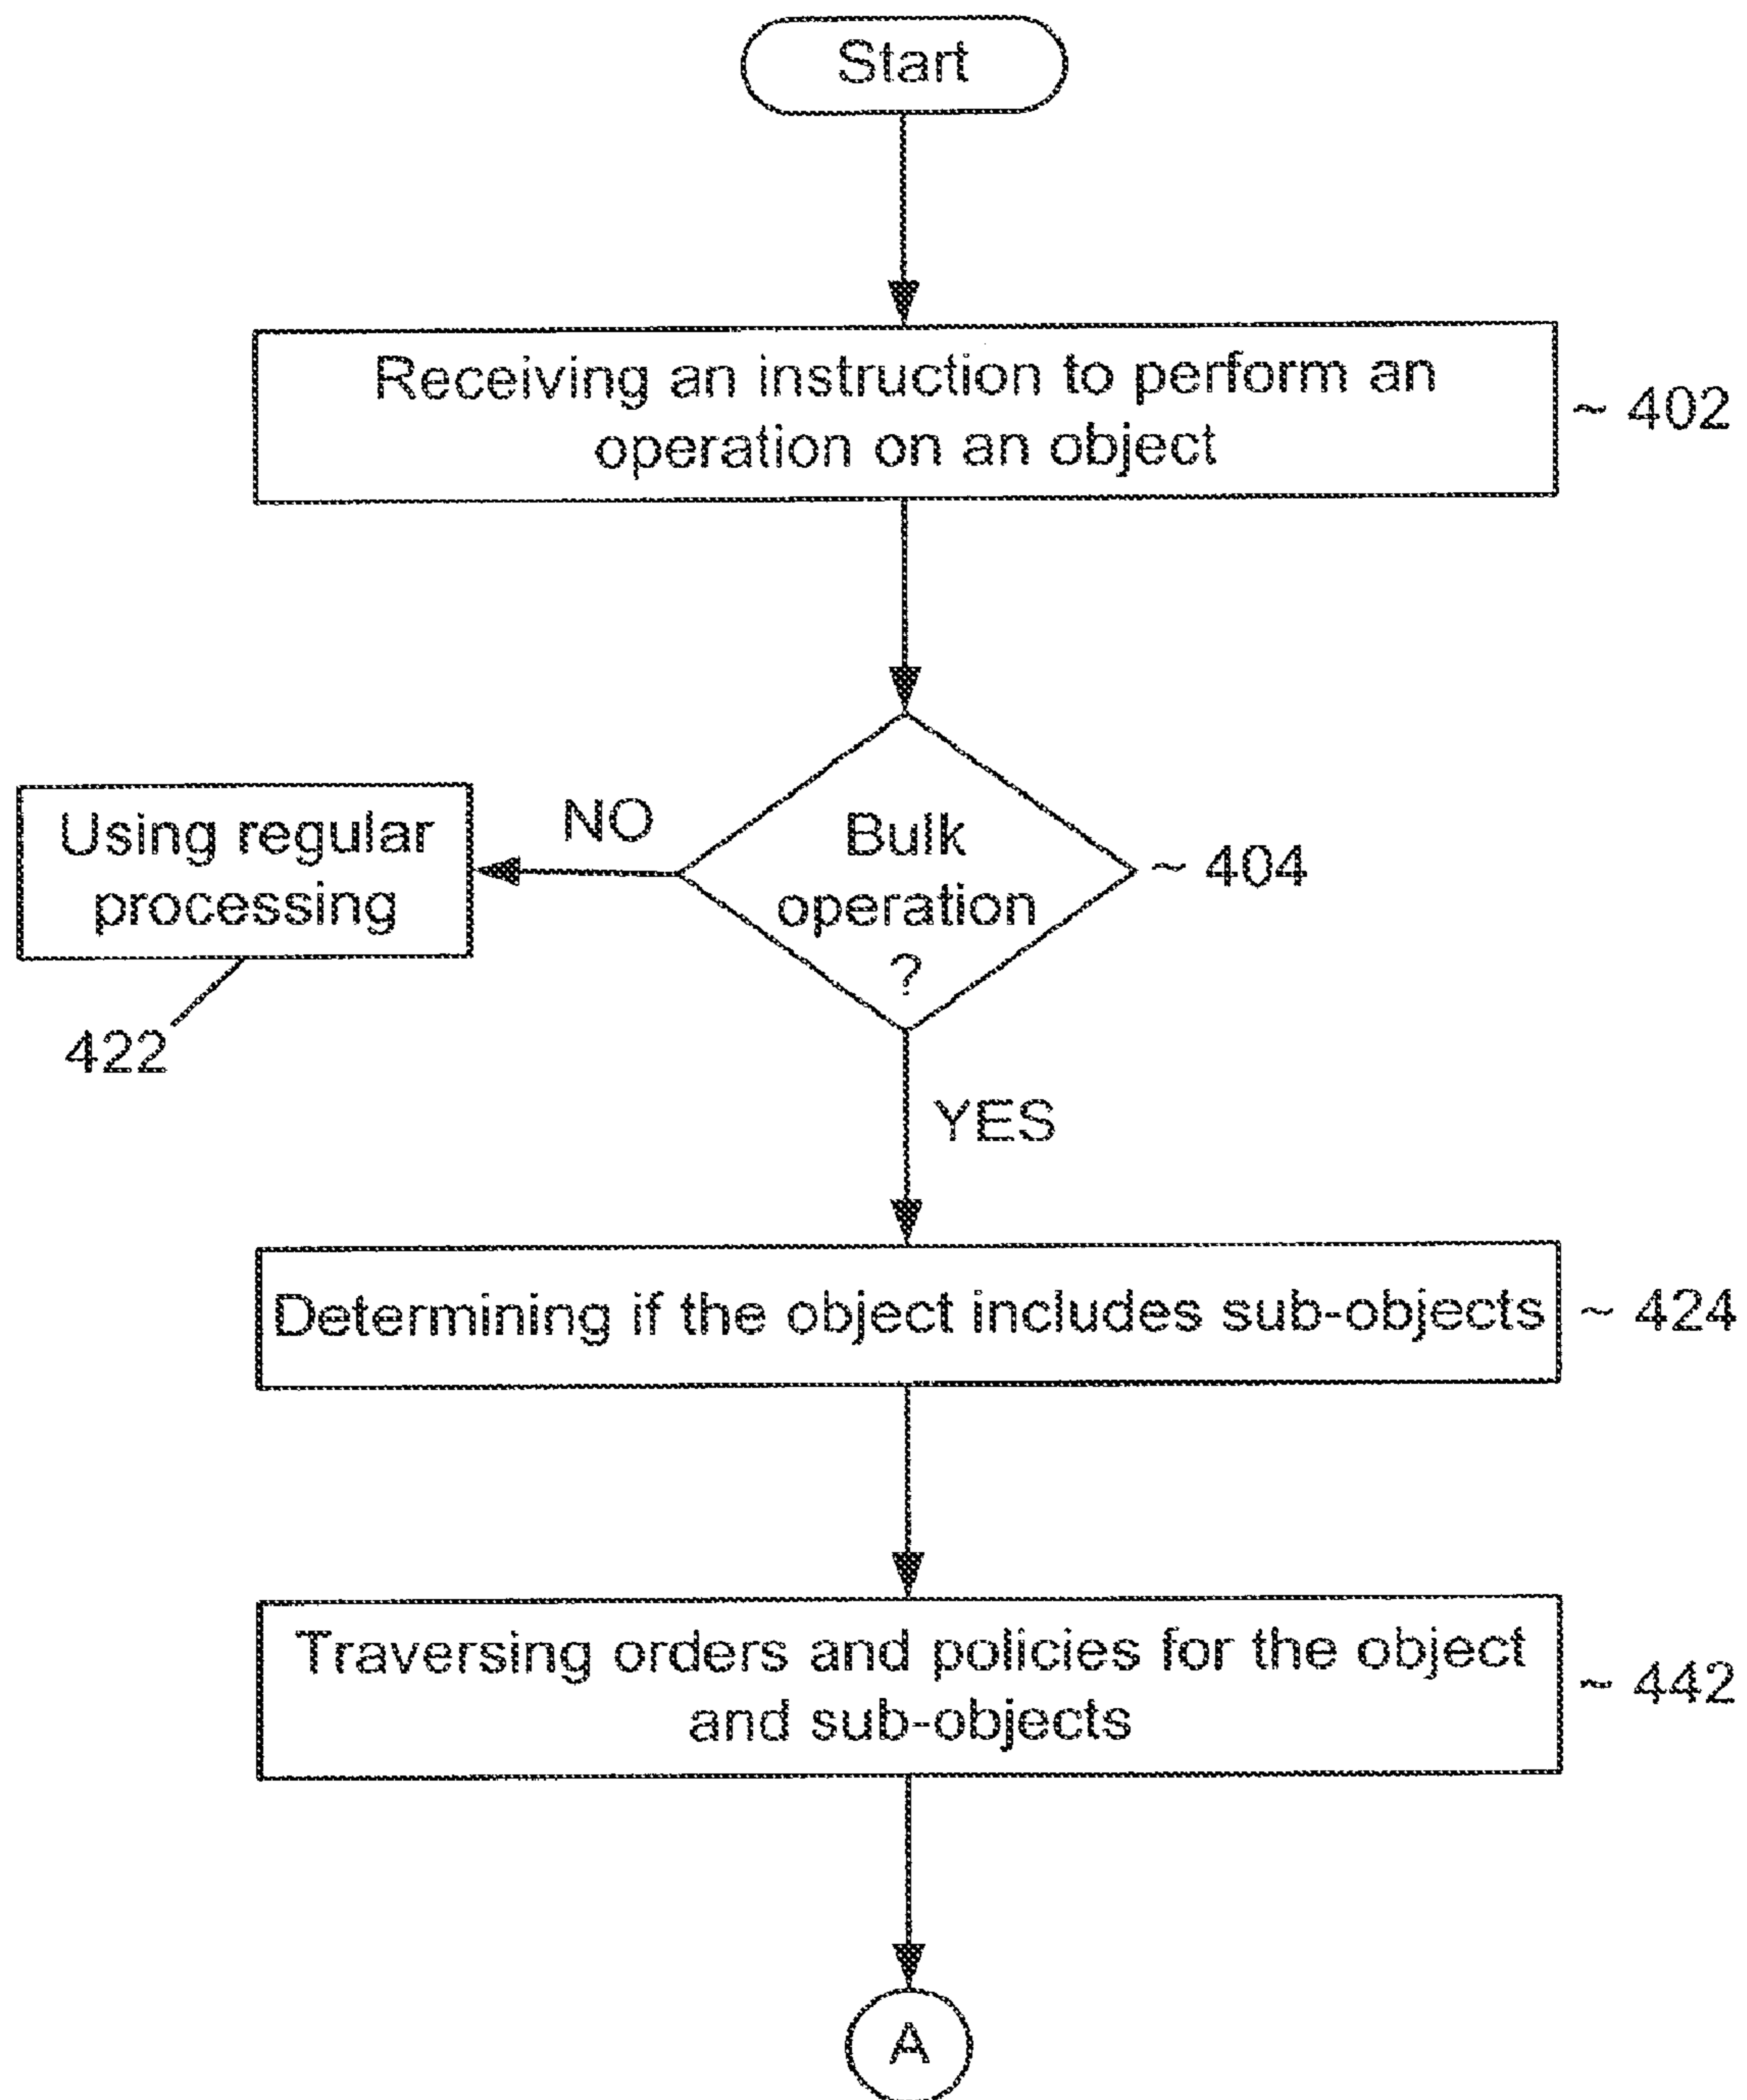 Start
Receiving an instruction to perform an
operation on an object
~ 402
Bulk
operation
?
~ 404
NO
Using regular
processing
422
YES
Determining if the object includes sub-objects
~ 424
Traversing orders and policies for the object
and sub-objects
~ 442
A